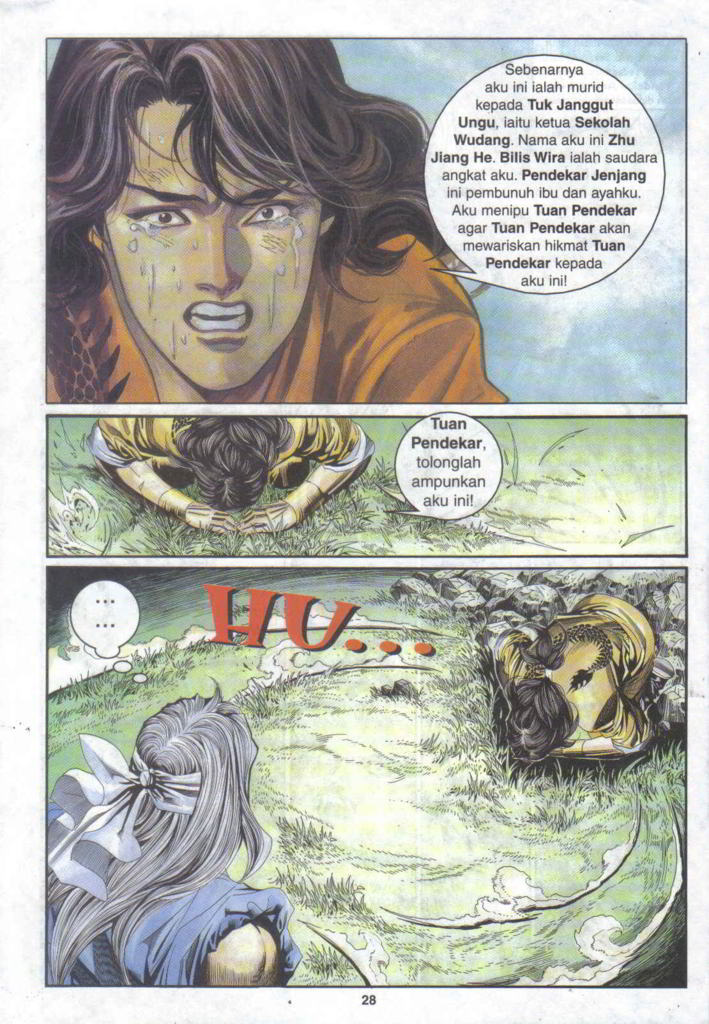 Sebenarnya
aku ini ialah murid
kepada Tuk Janggut
Ungu, iaitu ketua Sekolah
Wudang. Nama aku ini Zhu
Jiang He. Bilis Wira ialah saudara
angkat aku. Pendekar Jenjang
ini pembunuh ibu dan ayahku.
Aku menipu Tuan Pendekar
agar Tuan Pendekar akan
mewariskan hikmat Tuan
Pendekar kepada
aku ini!
Tuan
Pendekar,
tolonglah
ampunkan
aku ini!
...
...
HU...
28